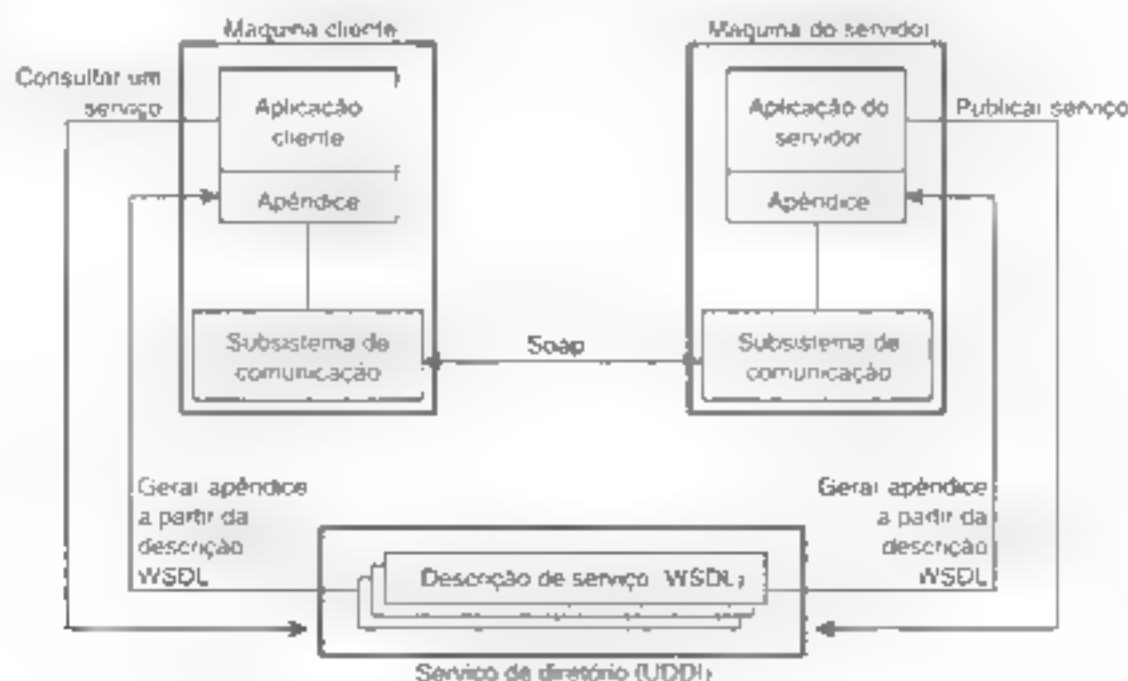 Maquina cliente
Maquina do servidor
Consultar um
serviço
Aplicação
cliente
Aplicação do
servidor
Publicar serviço
Apêndice
Apêndice
Subsistema de
comunicação
Soap
Subsistema de
comunicação
Gerar apêndice
a partir da
descrição
WSDL
Gerar apêndice
a partir da
descrição
WSDL
Descrição de serviço WSDL)
Serviço de diretório (UDDI)